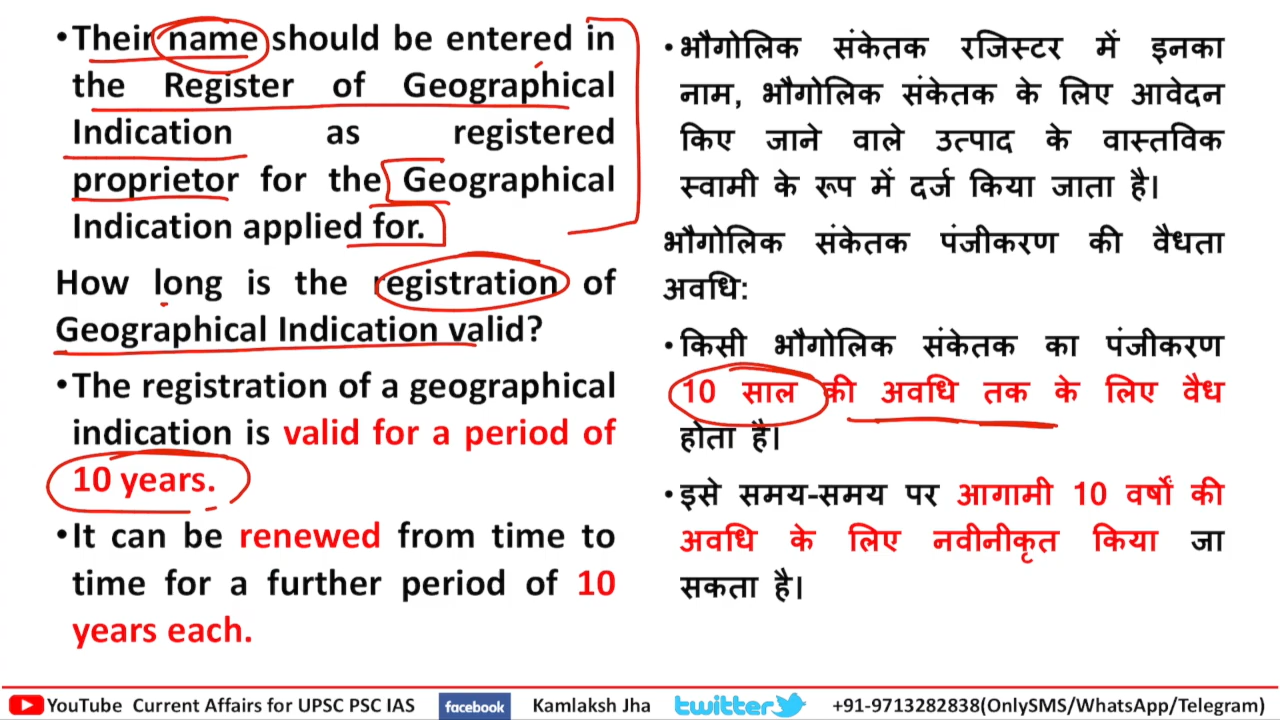 •Their name should be entered in
the Register of Geographical
Indication as registered
proprietor for the Geographical
Indication applied for.
How long is the registration of
Geographical Indication valid?
•The registration of a geographical
indication is valid for a period of
10 years.
•It can be renewed from time to
time for a further period of 10
years each.
•भौगोलिक संकेतक रजिस्टर में इनका
नाम, भौगोलिक संकेतक के लिए आवेदन
किए जाने वाले उत्पाद के वास्तविक
स्वामी के रूप में दर्ज किया जाता है।
भौगोलिक संकेतक पंजीकरण की वैधता
अवधि:
•किसी भौगोलिक संकेतक का पंजीकरण
10 साल की अवधि तक के लिए वैध
होता है।
•इसे समय-समय पर आगामी 10 वर्षों की
अवधि के लिए नवीनीकृत किया जा
सकता है।
YouTube Current Affairs for UPSC PSC IAS facebook Kamlaksh Jha twitter +91-9713282838(OnlySMS/WhatsApp/Telegram)